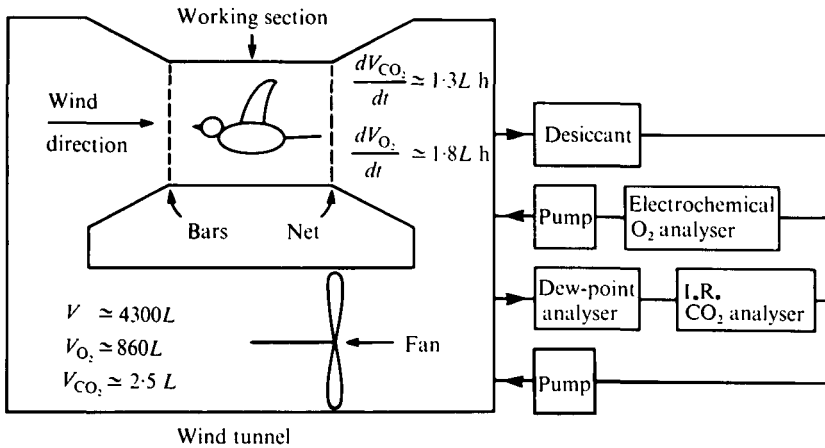 Working section
dV_CO₂/dt ≃ 1·3L h
Wind
direction
dV_O₂/dt ≃ 1·8L h
Desiccant
Bars
Net
Pump
Electrochemical
O₂ analyser
Dew-point
analyser
I.R.
CO₂ analyser
V ≃ 4300L
V_O₂ ≃ 860L
V_CO₂ ≃ 2·5 L
Fan
Pump
Wind tunnel